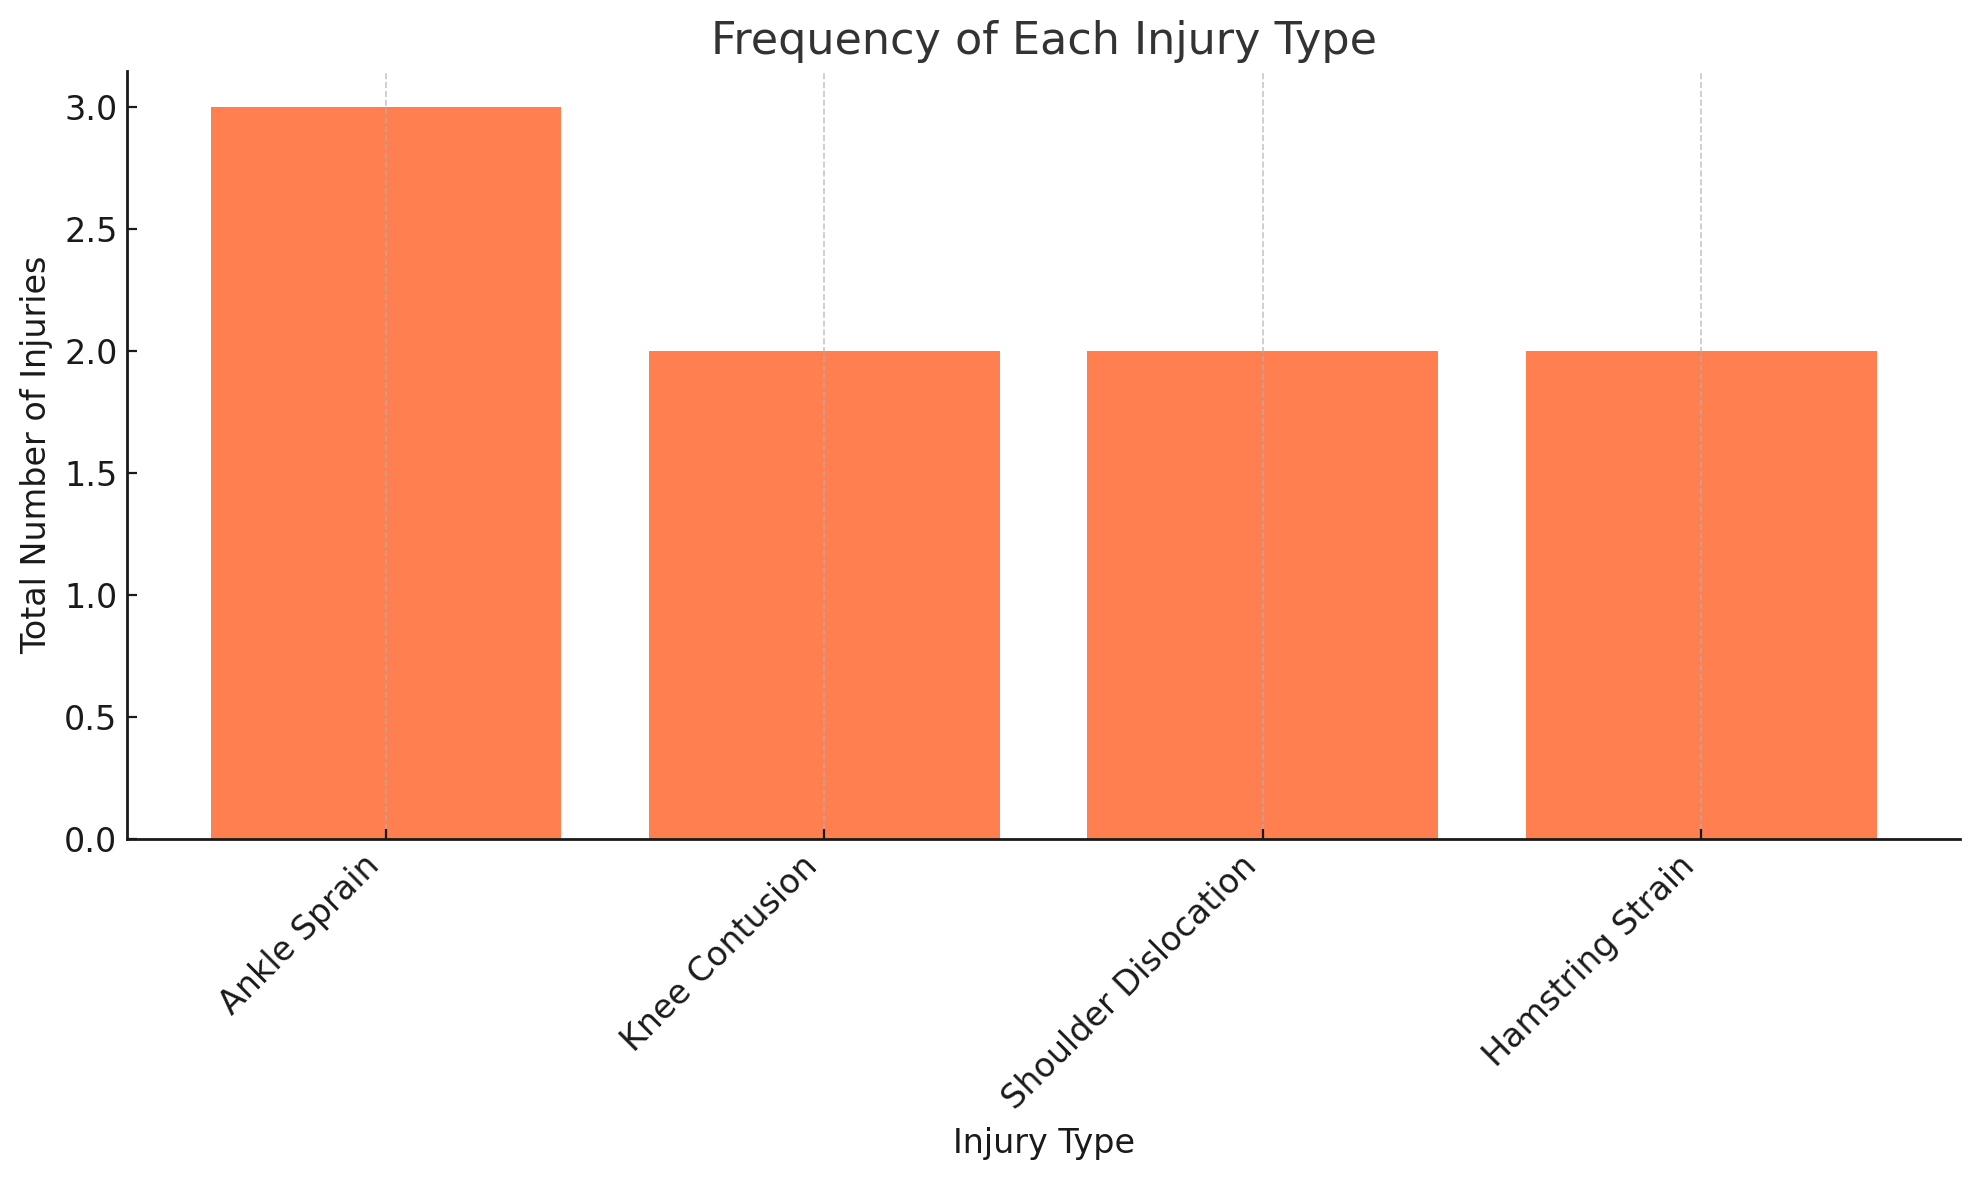 Frequency of Each Injury Type
Total Number of Injuries
3.0
2.5
2.0
1.5
1.0
0.5
0.0
Ankle Sprain
Knee Contusion
Shoulder Dislocation
Hamstring Strain
Injury Type